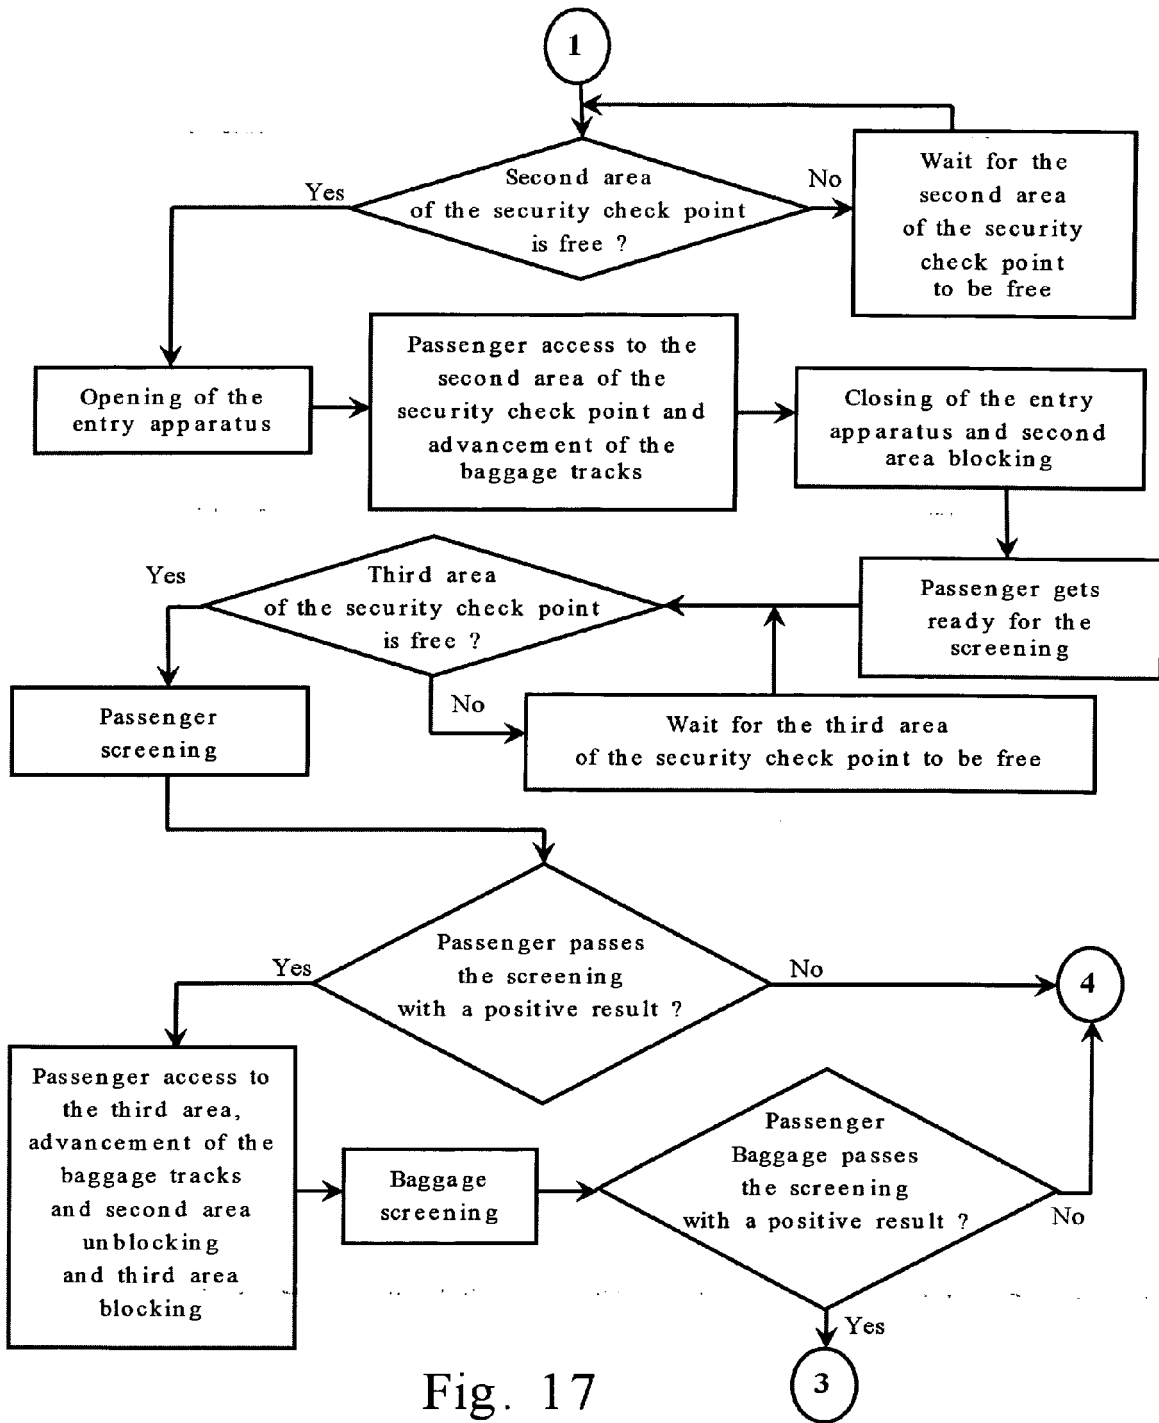 1
Second area
of the security check point
is free ?
Yes
No
Wait for the
second area
of the security
check point
to be free
Opening of the
entry apparatus
Passenger access to the
second area of the
security check point and
advancement of the
baggage tracks
Closing of the entry
apparatus and second
area blocking
Passenger gets
ready for the
screening
Third area
of the security check point
is free ?
Yes
No
Wait for the third area
of the security check point to be free
Passenger
screening
Passenger passes
the screening
with a positive result ?
Yes
No
4
Passenger access to
the third area,
advancement of the
baggage tracks
and second area
unblocking
and third area
blocking
Baggage
screening
Passenger
Baggage passes
the screening
with a positive result ?
No
Yes
3
Fig. 17